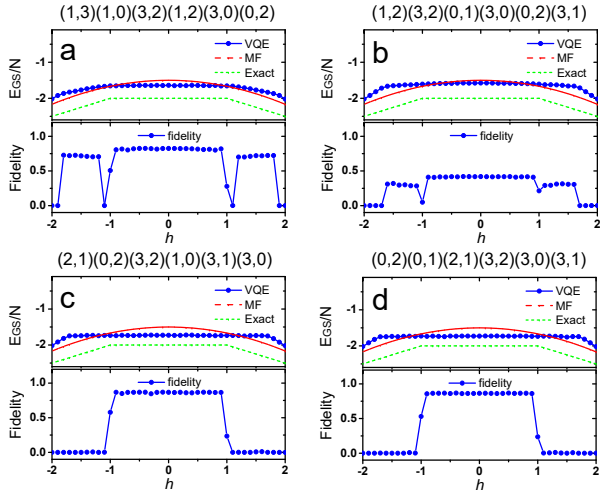 (1,3)(1,0)(3,2)(1,2)(3,0)(0,2)
a
E_GS/N
-1
-2
VQE
MF
Exact
Fidelity
1.0
0.5
0.0
fidelity
-2 -1 0 1 2
h
(1,2)(3,2)(0,1)(3,0)(0,2)(3,1)
b
E_GS/N
-1
-2
VQE
MF
Exact
Fidelity
1.0
0.5
0.0
fidelity
-2 -1 0 1 2
h
(2,1)(0,2)(3,2)(1,0)(3,1)(3,0)
c
E_GS/N
-1
-2
VQE
MF
Exact
Fidelity
1.0
0.5
0.0
fidelity
-2 -1 0 1 2
h
(0,2)(0,1)(2,1)(3,2)(3,0)(3,1)
d
E_GS/N
-1
-2
VQE
MF
Exact
Fidelity
1.0
0.5
0.0
fidelity
-2 -1 0 1 2
h